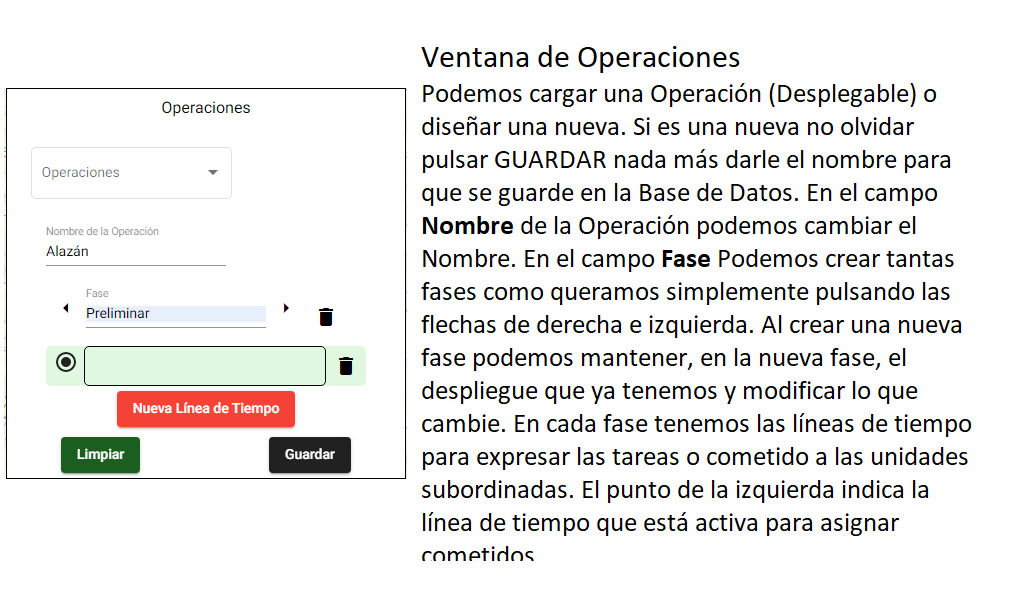 Operaciones
Operaciones
Nombre de la Operación
Alazán
Fase
Preliminar
Nueva Línea de Tiempo
Limpiar
Guardar
Ventana de Operaciones
Podemos cargar una Operación (Desplegable) o
diseñar una nueva. Si es una nueva no olvidar
pulsar GUARDAR nada más darle el nombre para
que se guarde en la Base de Datos. En el campo
Nombre de la Operación podemos cambiar el
Nombre. En el campo Fase Podemos crear tantas
fases como queramos simplemente pulsando las
flechas de derecha e izquierda. Al crear una nueva
fase podemos mantener, en la nueva fase, el
despliegue que ya tenemos y modificar lo que
cambie. En cada fase tenemos las líneas de tiempo
para expresar las tareas o cometido a las unidades
subordinadas. El punto de la izquierda indica la
línea de tiempo que está activa para asignar
cometidos